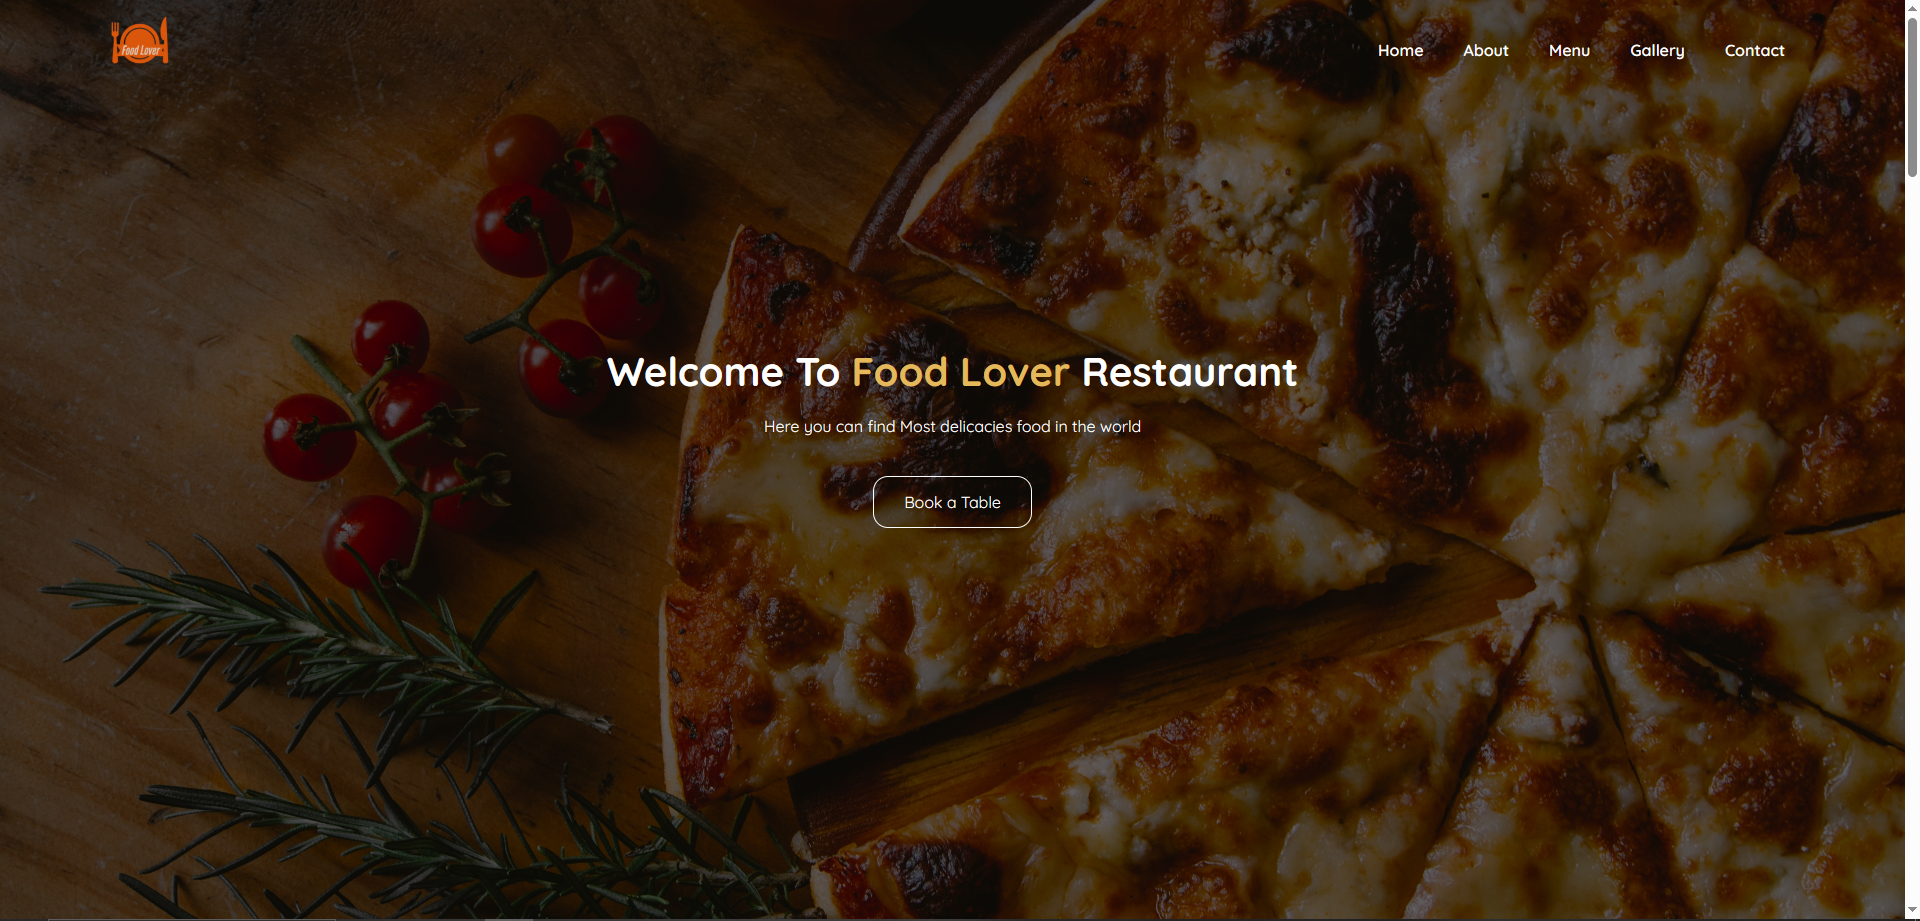 Food Lover
Home About Menu Gallery Contact
Welcome To Food Lover Restaurant
Here you can find Most delicacies food in the world
Book a Table